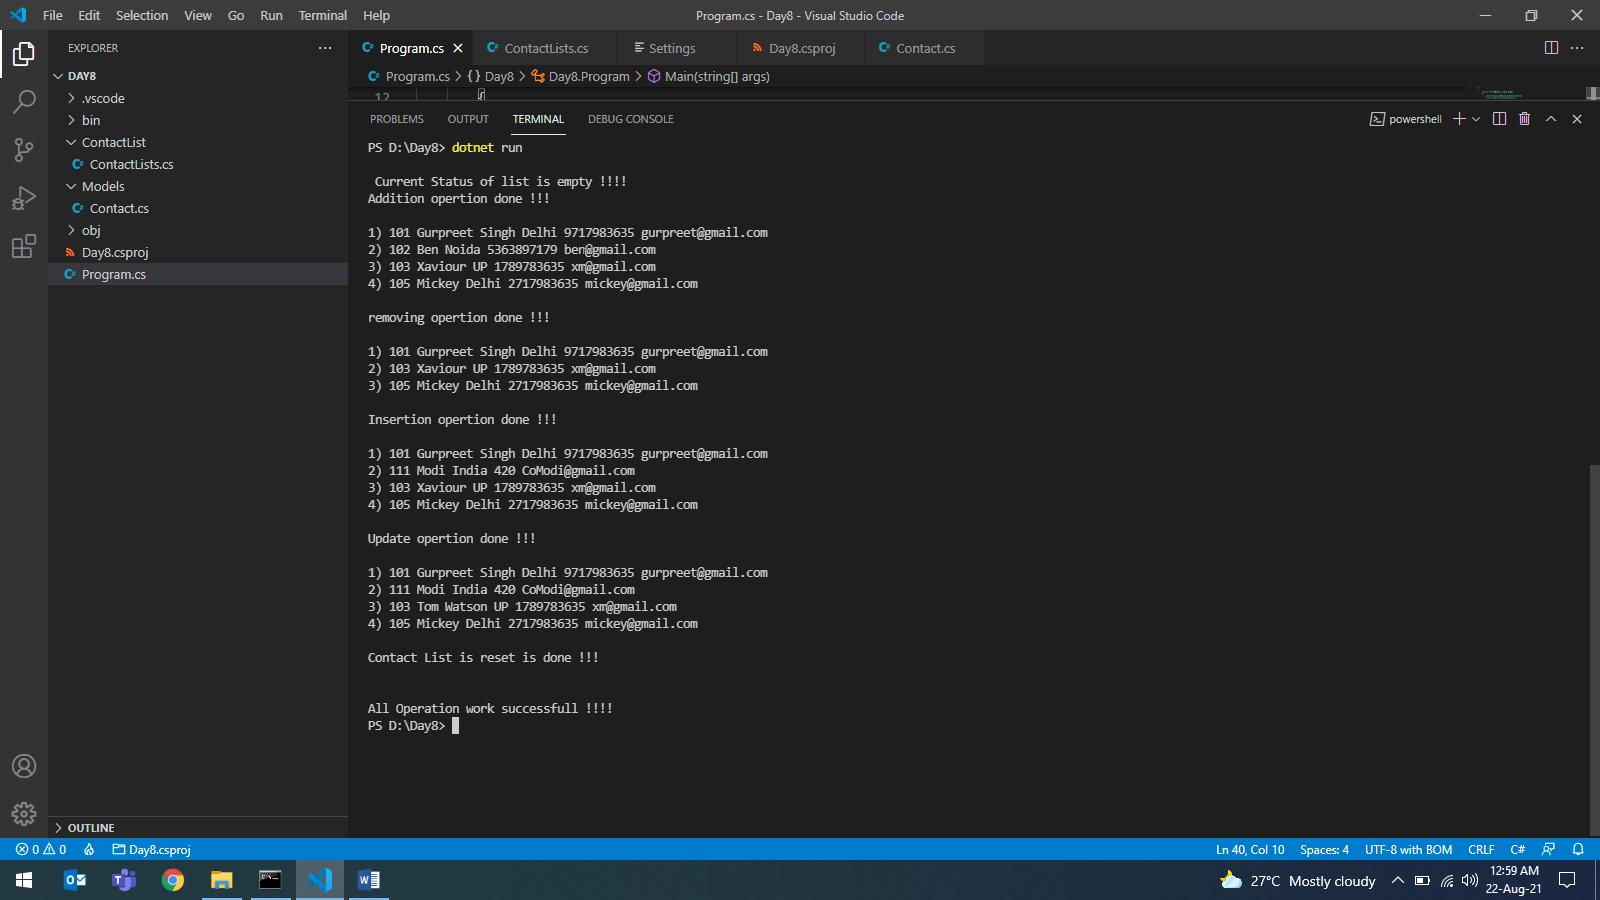 File Edit Selection View Go Run Terminal Help
Program.cs - Day8 - Visual Studio Code
EXPLORER
DAY8
.vscode
bin
ContactList
ContactLists.cs
Models
Contact.cs
obj
Day8.csproj
Program.cs
OUTLINE
Program.cs ContactLists.cs Settings Day8.csproj Contact.cs
Program.cs > {} Day8 > Day8.Program > Main(string[] args)
12 {
PROBLEMS OUTPUT TERMINAL DEBUG CONSOLE
powershell
PS D:\Day8> dotnet run
Current Status of list is empty !!!!
Addition opertion done !!!
1) 101 Gurpreet Singh Delhi 9717983635 gurpreet@gmail.com
2) 102 Ben Noida 5363897179 ben@gmail.com
3) 103 Xaviour UP 1789783635 xm@gmail.com
4) 105 Mickey Delhi 2717983635 mickey@gmail.com
removing opertion done !!!
1) 101 Gurpreet Singh Delhi 9717983635 gurpreet@gmail.com
2) 103 Xaviour UP 1789783635 xm@gmail.com
3) 105 Mickey Delhi 2717983635 mickey@gmail.com
Insertion opertion done !!!
1) 101 Gurpreet Singh Delhi 9717983635 gurpreet@gmail.com
2) 111 Modi India 420 CoModi@gmail.com
3) 103 Xaviour UP 1789783635 xm@gmail.com
4) 105 Mickey Delhi 2717983635 mickey@gmail.com
Update opertion done !!!
1) 101 Gurpreet Singh Delhi 9717983635 gurpreet@gmail.com
2) 111 Modi India 420 CoModi@gmail.com
3) 103 Tom Watson UP 1789783635 xm@gmail.com
4) 105 Mickey Delhi 2717983635 mickey@gmail.com
Contact List is reset is done !!!
All Operation work successfull !!!!
PS D:\Day8>
0 0 Day8.csproj
Ln 40, Col 10 Spaces: 4 UTF-8 with BOM CRLF C#
27°C Mostly cloudy
12:59 AM
22-Aug-21